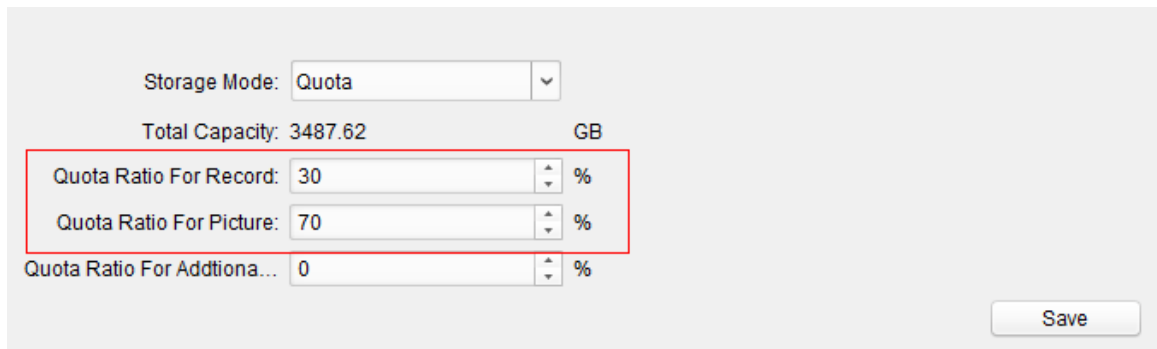 Storage Mode: Quota
Total Capacity: 3487.62 GB
Quota Ratio For Record: 30 %
Quota Ratio For Picture: 70 %
Quota Ratio For Addtiona... 0 %
Save